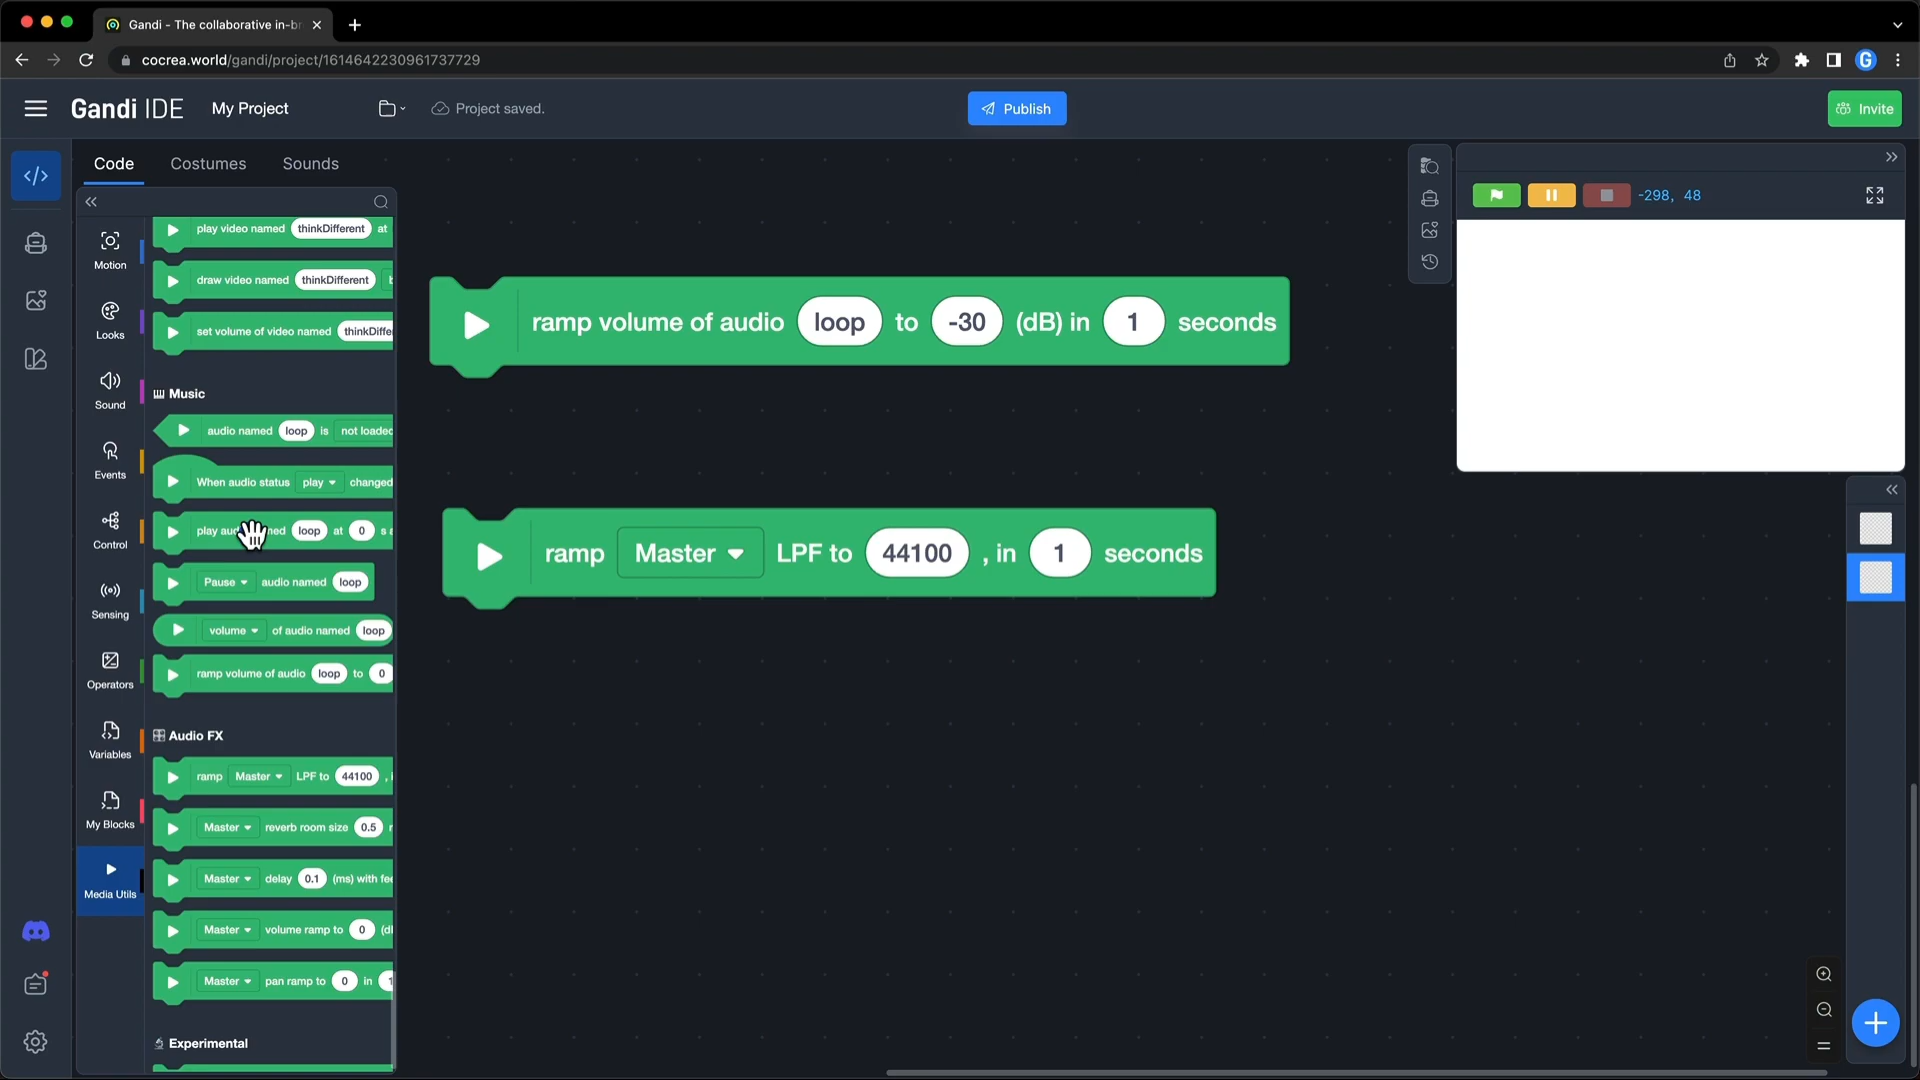 Gandi - The collaborative in-br
cocrea.world/gandi/project/1614642230961737729
G
Gandi IDE
My Project
Project saved.
Publish
Invite
Code
Costumes
Sounds
-298, 48
Motion
Looks
Sound
Events
Control
Sensing
Operators
Variables
My Blocks
Media Utils
play video named thinkDifferent at
draw video named thinkDifferent
set volume of video named thinkDiffe
Music
audio named loop is not loaded
When audio status play changed
play au ned loop at 0 s a
Pause audio named loop
volume of audio named loop
ramp volume of audio loop to 0
Audio FX
ramp Master LPF to 44100 ,
Master reverb room size 0.5
Master delay 0.1 (ms) with fee
Master volume ramp to 0 (d
Master pan ramp to 0 in 1
Experimental
ramp volume of audio loop to -30 (dB) in 1 seconds
ramp Master LPF to 44100 , in 1 seconds